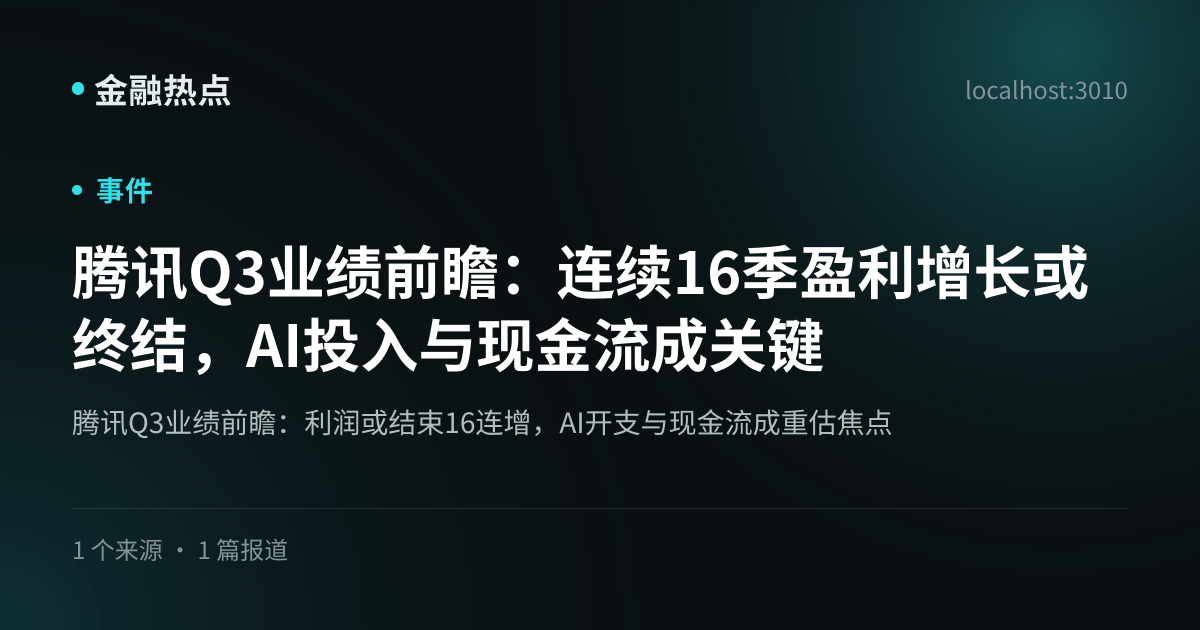 金融热点
localhost:3010
事件
腾讯Q3业绩前瞻：连续16季盈利增长或
终结，AI投入与现金流成关键
腾讯Q3业绩前瞻：利润或结束16连增，AI开支与现金流成重估焦点
1 个来源 · 1 篇报道